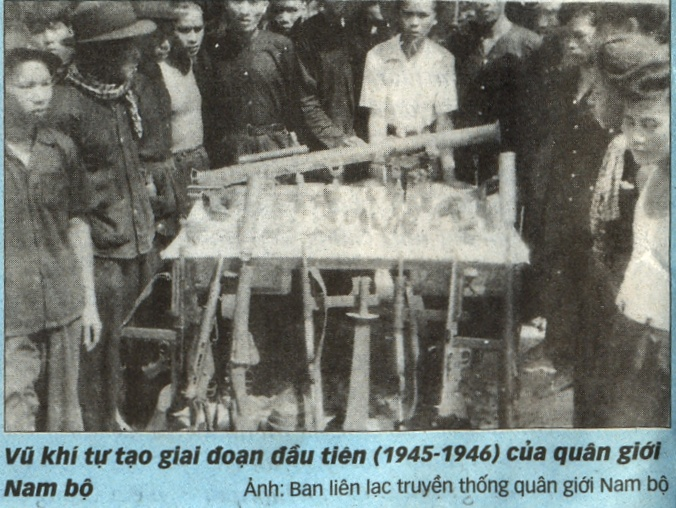 Vũ khí tự tạo giai đoạn đầu tiên (1945-1946) của quân giới
Nam bộ
Ảnh: Ban liên lạc truyền thống quân giới Nam bộ